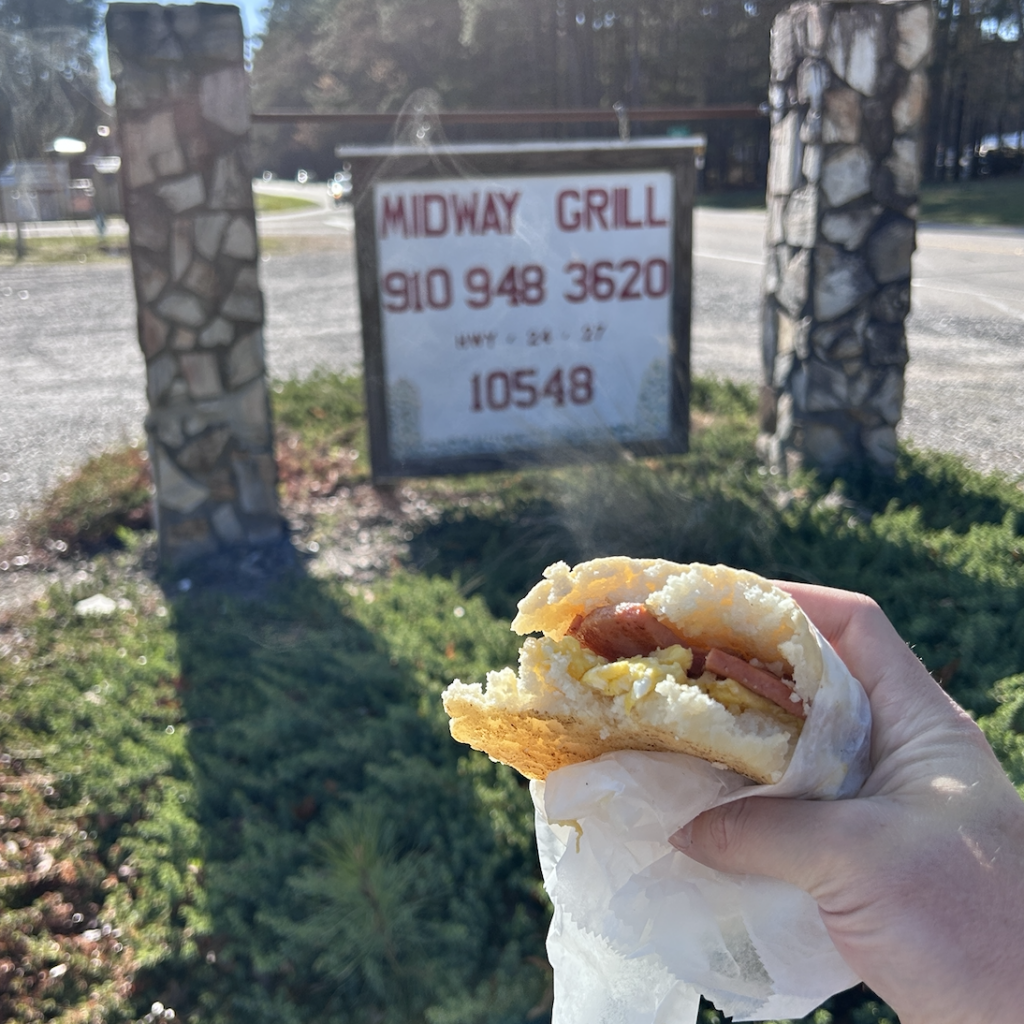 MIDWAY GRILL
910 948 3620
HWY - 24 - 27
10548